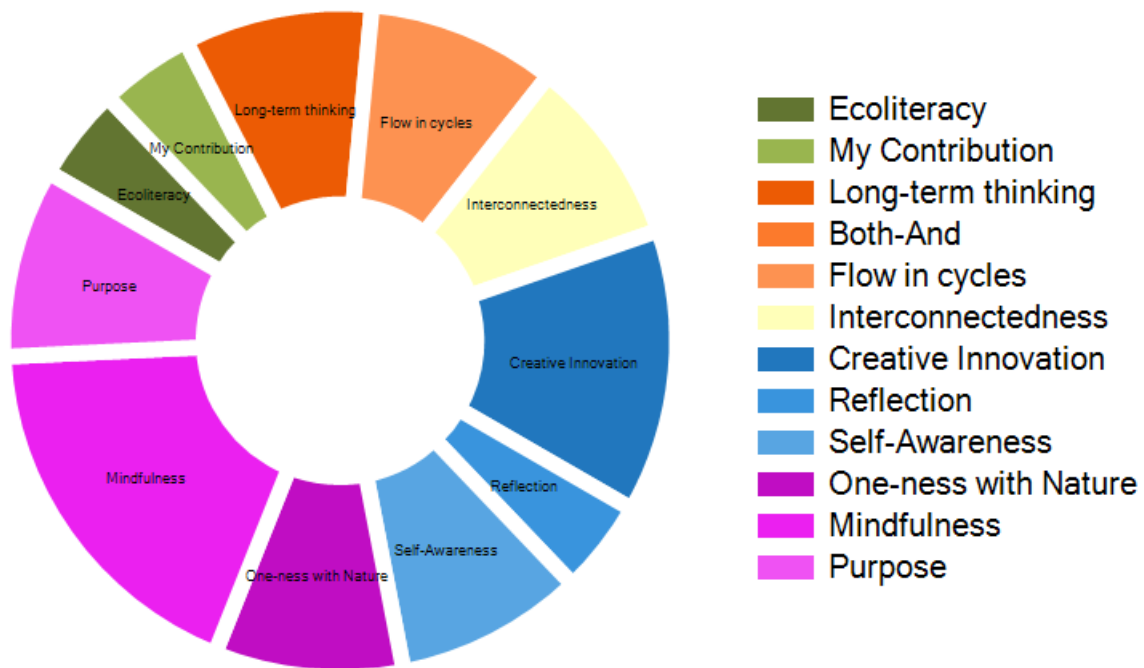 Long-term thinking
Flow in cycles
My Contribution
Ecoliteracy
Interconnectedness
Purpose
Creative Innovation
Mindfulness
Reflection
Self-Awareness
One-ness with Nature
Ecoliteracy
My Contribution
Long-term thinking
Both-And
Flow in cycles
Interconnectedness
Creative Innovation
Reflection
Self-Awareness
One-ness with Nature
Mindfulness
Purpose